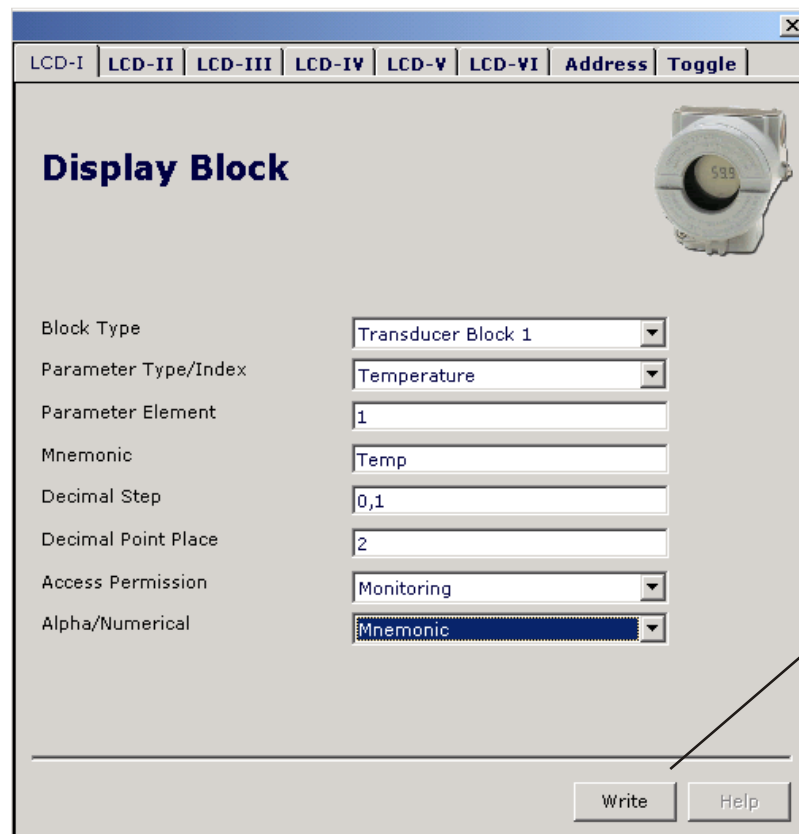 LCD-I LCD-II LCD-III LCD-IV LCD-V LCD-VI Address Toggle
Display Block
599
Block Type Transducer Block 1
Parameter Type/Index Temperature
Parameter Element 1
Mnemonic Temp
Decimal Step 0,1
Decimal Point Place 2
Access Permission Monitoring
Alpha/Numerical Mnemonic
Write Help